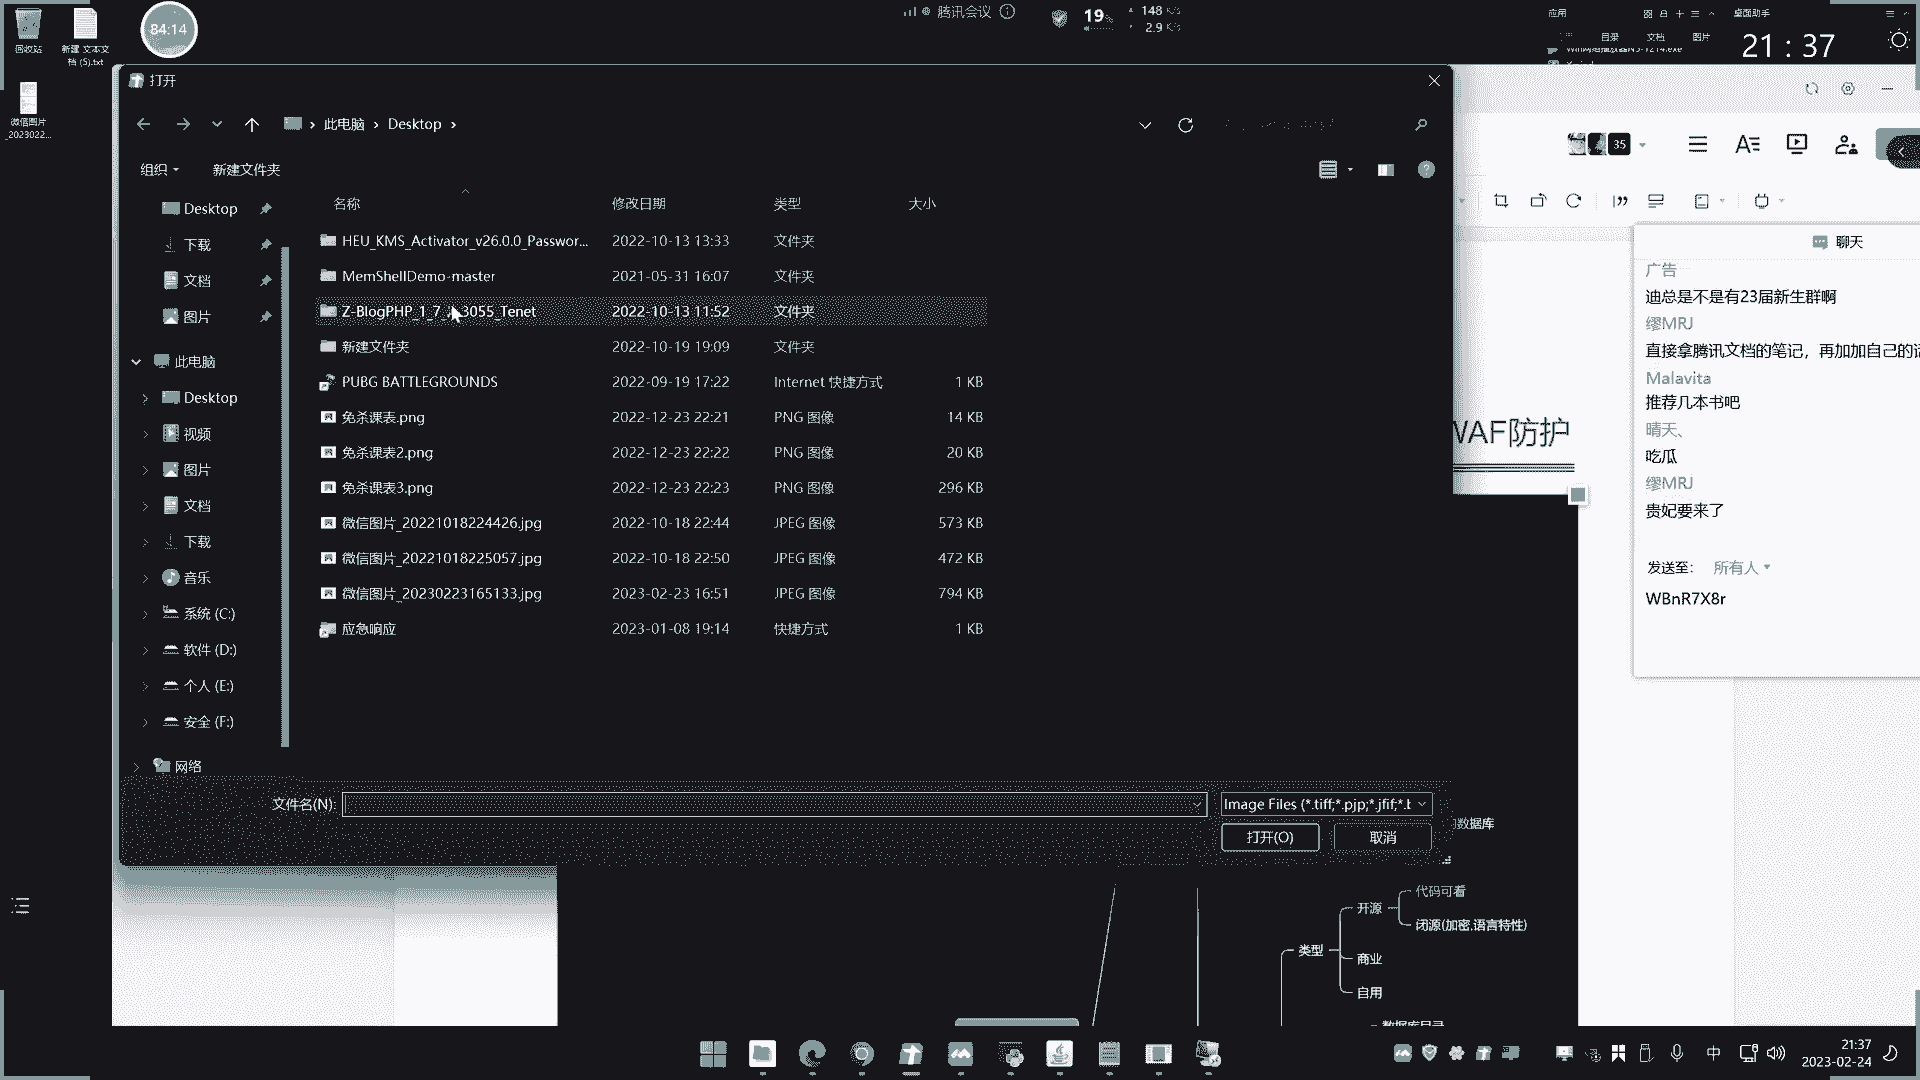 回收站
新建 文本文
档 (5).txt
84:14
腾讯会议
19%
148 K/s
2.9 K/s
应用
桌面助手
目录
文档
图片
Win网络播放器N5-1214.exe
21 : 37
微信图片
_2023022...
打开
此电脑
Desktop
组织
新建文件夹
名称
修改日期
类型
大小
Desktop
下载
文档
图片
此电脑
Desktop
视频
图片
文档
下载
音乐
系统 (C:)
软件 (D:)
个人 (E:)
安全 (F:)
网络
HEU_KMS_Activator_v26.0.0_Passwor... 2022-10-13 13:33 文件夹
MemShellDemo-master 2021-05-31 16:07 文件夹
Z-BlogPHP_1_7_ 3055_Tenet 2022-10-13 11:52 文件夹
新建文件夹 2022-10-19 19:09 文件夹
PUBG BATTLEGROUNDS 2022-09-19 17:22 Internet 快捷方式 1 KB
免杀课表.png 2022-12-23 22:21 PNG 图像 14 KB
免杀课表2.png 2022-12-23 22:22 PNG 图像 20 KB
免杀课表3.png 2022-12-23 22:23 PNG 图像 296 KB
微信图片_20221018224426.jpg 2022-10-18 22:44 JPEG 图像 573 KB
微信图片_20221018225057.jpg 2022-10-18 22:50 JPEG 图像 472 KB
微信图片_20230223165133.jpg 2023-02-23 16:51 JPEG 图像 794 KB
应急响应 2023-01-08 19:14 快捷方式 1 KB
文件名(N):
Image Files (*.tiff;*.pjp;*.jfif;*.t
打开(O)
取消
35
WAF防护
聊天
广告
迪总是不是有23届新生群啊
缪MRJ
直接拿腾讯文档的笔记，再加加自己的
Malavita
推荐几本书吧
晴天、
吃瓜
缪MRJ
贵妃要来了
发送至:
所有人
WBnR7X8r
数据库
代码可看
开源
闭源(加密,语言特性)
类型
商业
自用
数据库目录
中
21:37
2023-02-24